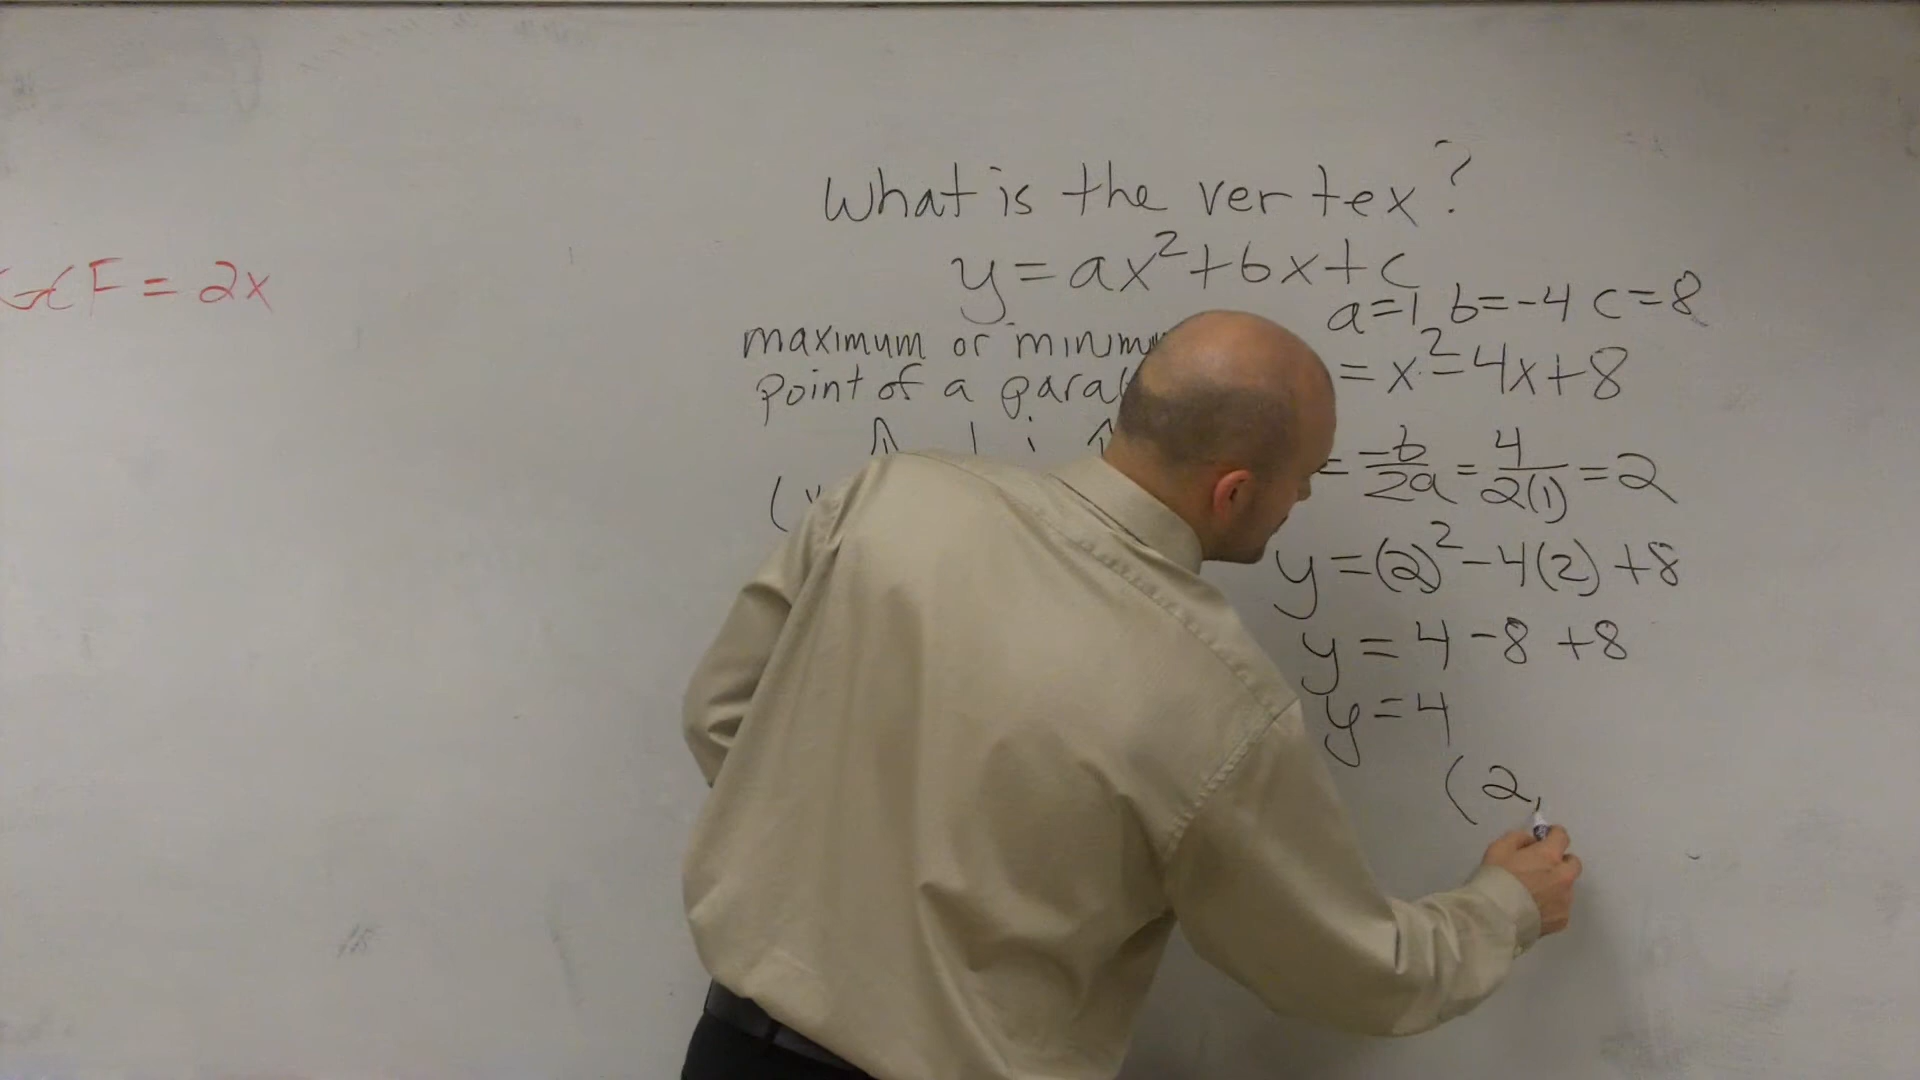 What is the vertex?
y=ax²+bx+c
GCF = 2x
a=1 b=-4 c=8
maximum or
= x²-4x+8
point of a
= -b/2a = 4/2(1) = 2
y=(2)²-4(2)+8
y=4-8+8
y=4
(2,